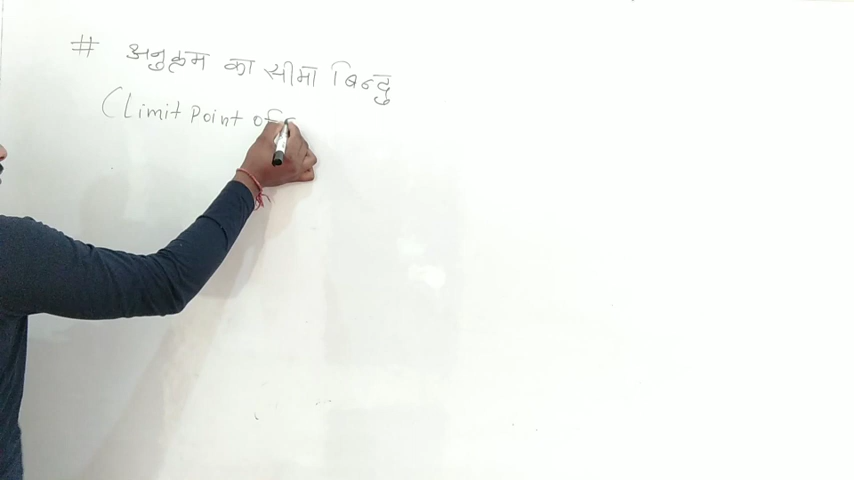 # अनुक्रम का सीमा बिन्दु
(Limit Point of